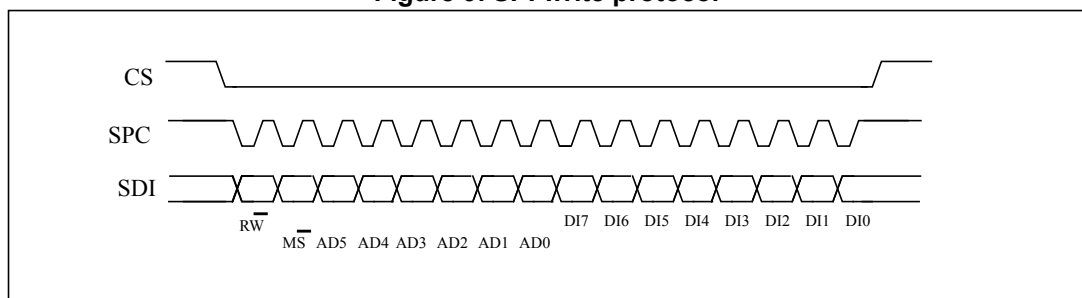 Figure SPI write protocol
CS
SPC
SDI
RW̅
DI7 DI6 DI5 DI4 DI3 DI2 DI1 DI0
MS̅ AD5 AD4 AD3 AD2 AD1 AD0